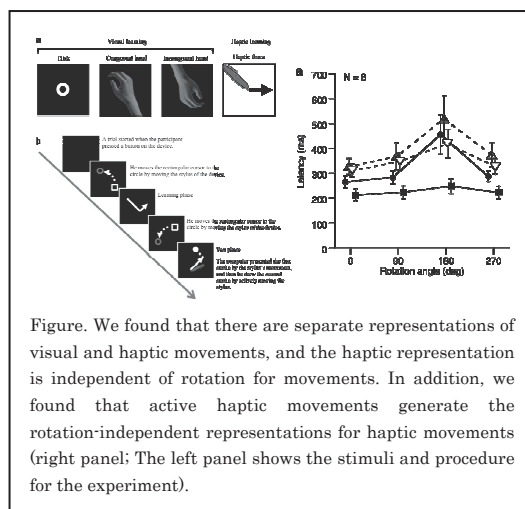 a
Visual learning
Haptic learning
Disk
Congruent hand
Incongruent hand
Haptic force
b
A trial started when the participant
pressed a button on the device.
He moves the rectangular cursor to the
circle by moving the stylus of the device.
Learning phase
He moves the rectangular cursor to the
circle by moving the stylus of the device.
Test phase
The computer presented the first
stroke by the stylus's movement,
and then he drew the second
stroke by actively moving the
stylus.
N = 8
Latency (ms)
700
600
500
400
300
200
100
0
0 90 180 270
Rotation angle (deg)
Figure. We found that there are separate representations of
visual and haptic movements, and the haptic representation
is independent of rotation for movements. In addition, we
found that active haptic movements generate the
rotation-independent representations for haptic movements
(right panel; The left panel shows the stimuli and procedure
for the experiment).